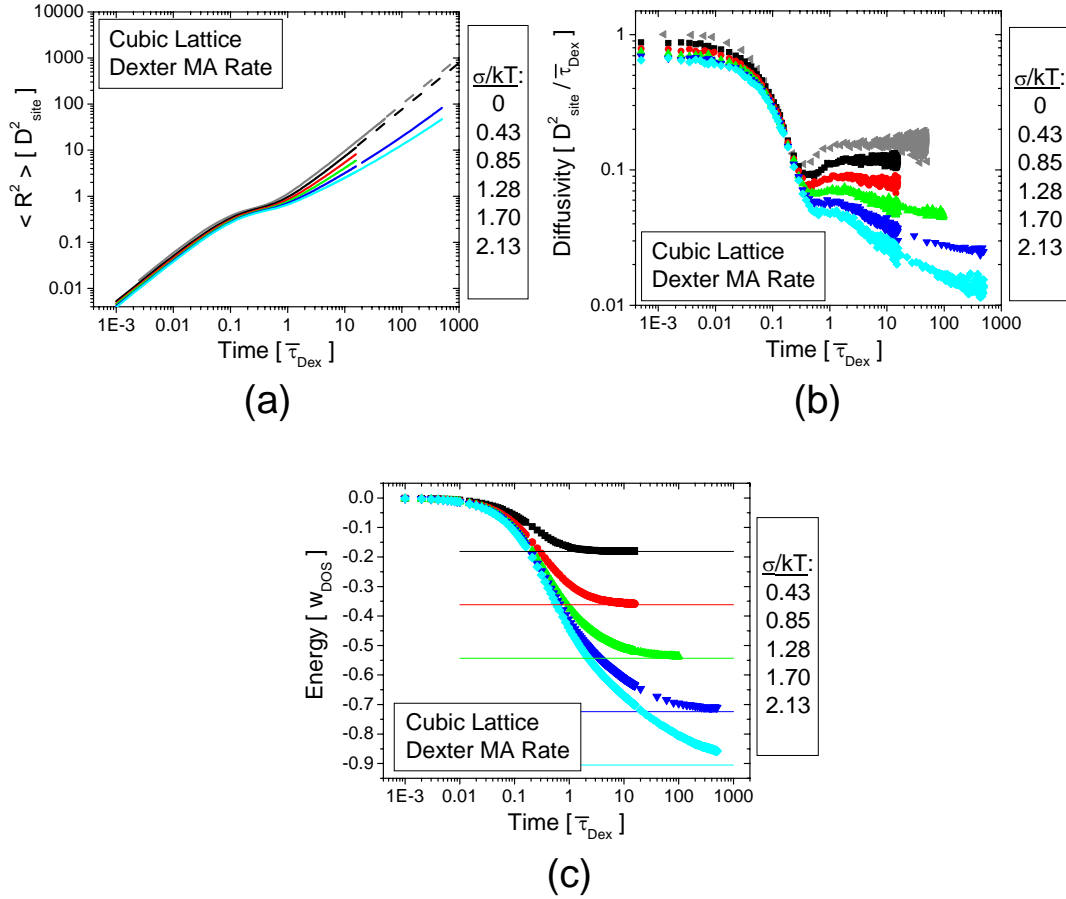 10000
1000
100
10
1
0.1
0.01
< R² > [ D²site ]
Cubic Lattice
Dexter MA Rate
1E-3 0.01 0.1 1 10 100 1000
Time [ τ̅Dex ]
σ/kT:
0
0.43
0.85
1.28
1.70
2.13
(a)
1
0.1
0.01
Diffusivity [ D²site / τ̅Dex ]
Cubic Lattice
Dexter MA Rate
1E-3 0.01 0.1 1 10 100 1000
Time [ τ̅Dex ]
σ/kT:
0
0.43
0.85
1.28
1.70
2.13
(b)
0.0
-0.1
-0.2
-0.3
-0.4
-0.5
-0.6
-0.7
-0.8
-0.9
Energy [ wDOS ]
Cubic Lattice
Dexter MA Rate
1E-3 0.01 0.1 1 10 100 1000
Time [ τ̅Dex ]
σ/kT:
0.43
0.85
1.28
1.70
2.13
(c)